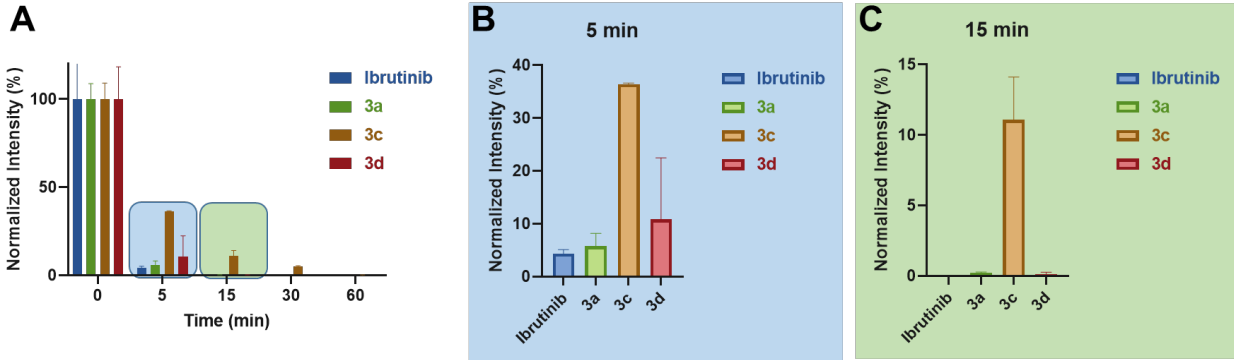 A
Normalized Intensity (%)
100
50
0
0 5 15 30 60
Time (min)
Ibrutinib
3a
3c
3d
B
5 min
Normalized Intensity (%)
40
30
20
10
0
Ibrutinib 3a 3c 3d
Ibrutinib
3a
3c
3d
C
15 min
Normalized Intensity (%)
15
10
5
0
Ibrutinib 3a 3c 3d
Ibrutinib
3a
3c
3d